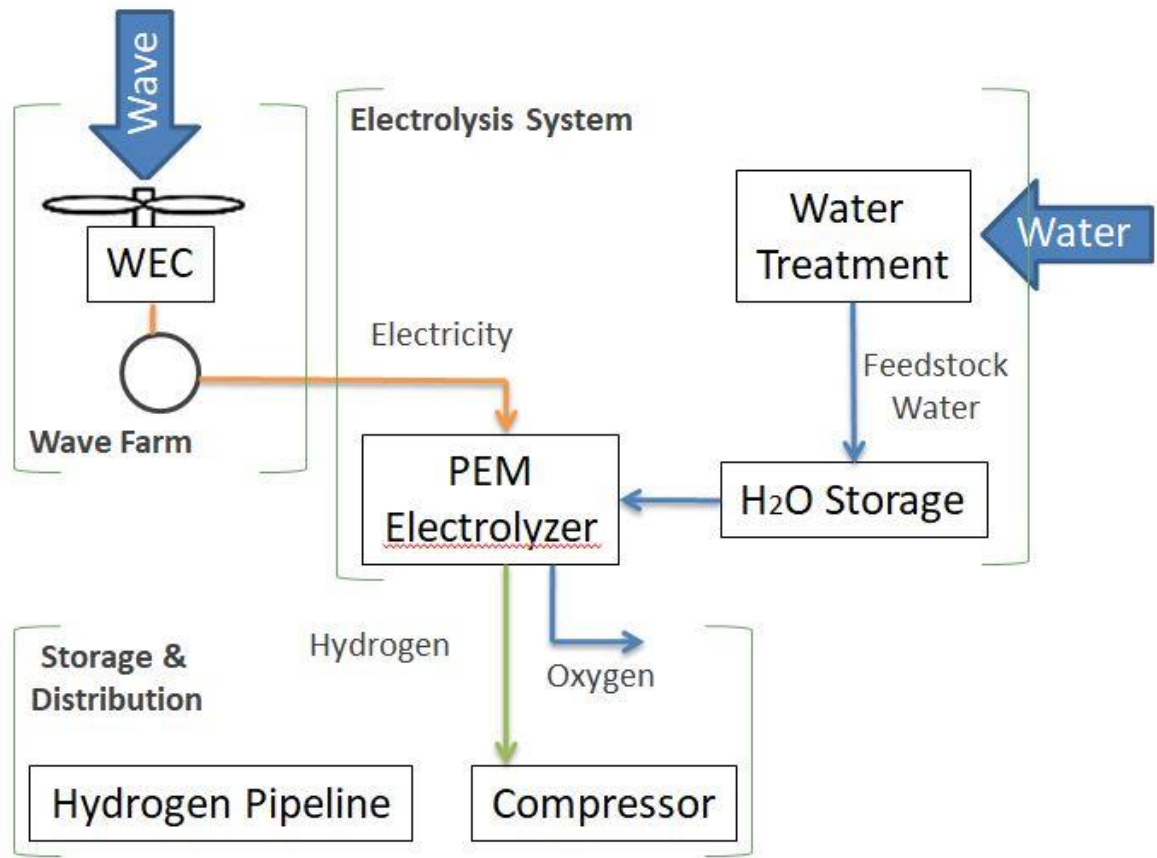 Wave
Electrolysis System
Water
Treatment
Water
WEC
Electricity
Feedstock
Water
Wave Farm
PEM
Electrolyzer
H₂O Storage
Hydrogen
Storage &
Distribution
Oxygen
Hydrogen Pipeline
Compressor